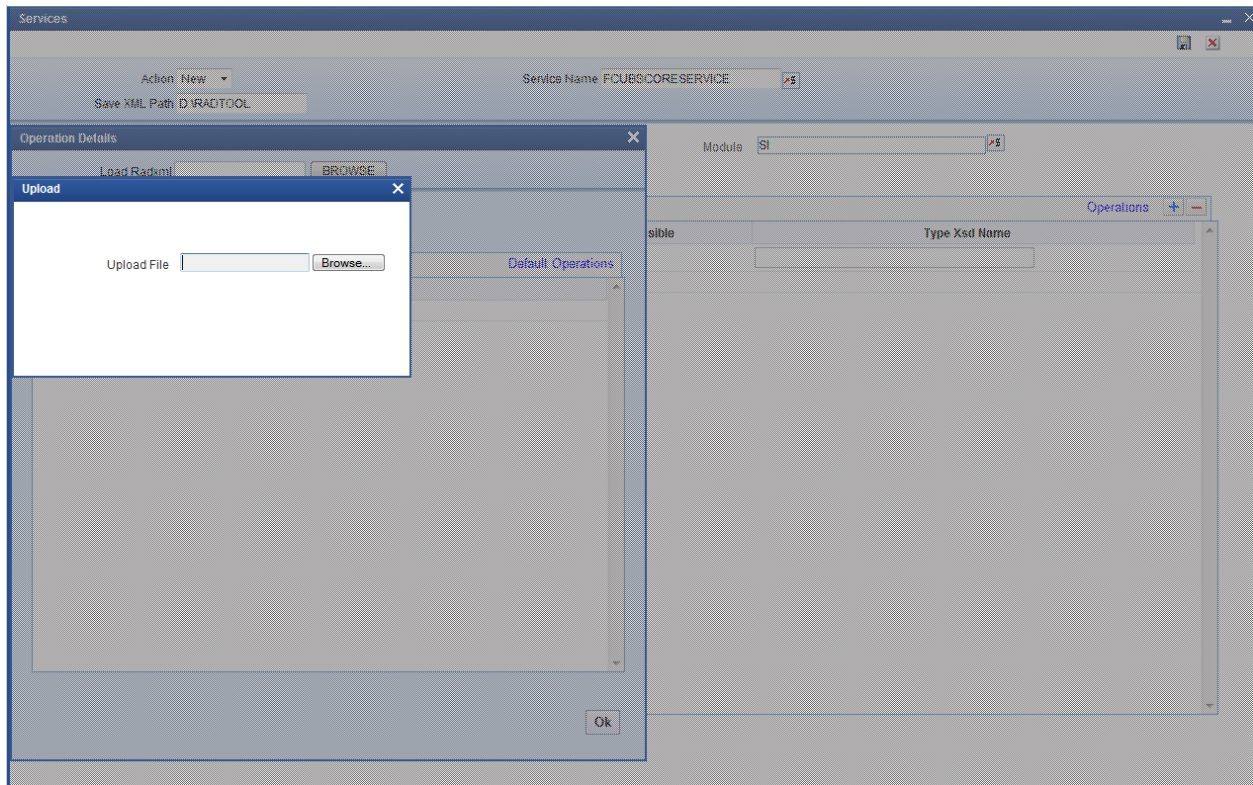 Services
Action New
Service Name FCUBSCORESERVICE
Save XML Path D:\RADTOOL
Operation Details
Module SI
Load Radxml BROWSE
Upload
Operations
sible Type Xsd Name
Upload File Browse...
Default Operations
Ok